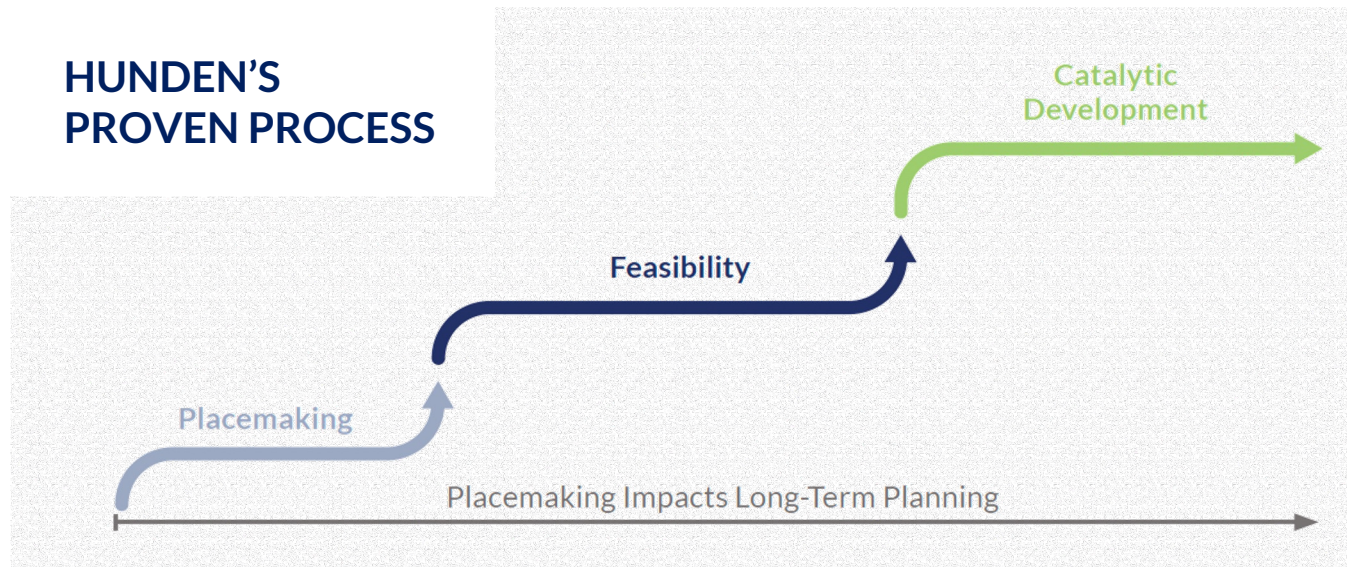 HUNDEN’S
PROVEN PROCESS
Catalytic
Development
Feasibility
Placemaking
Placemaking Impacts Long-Term Planning